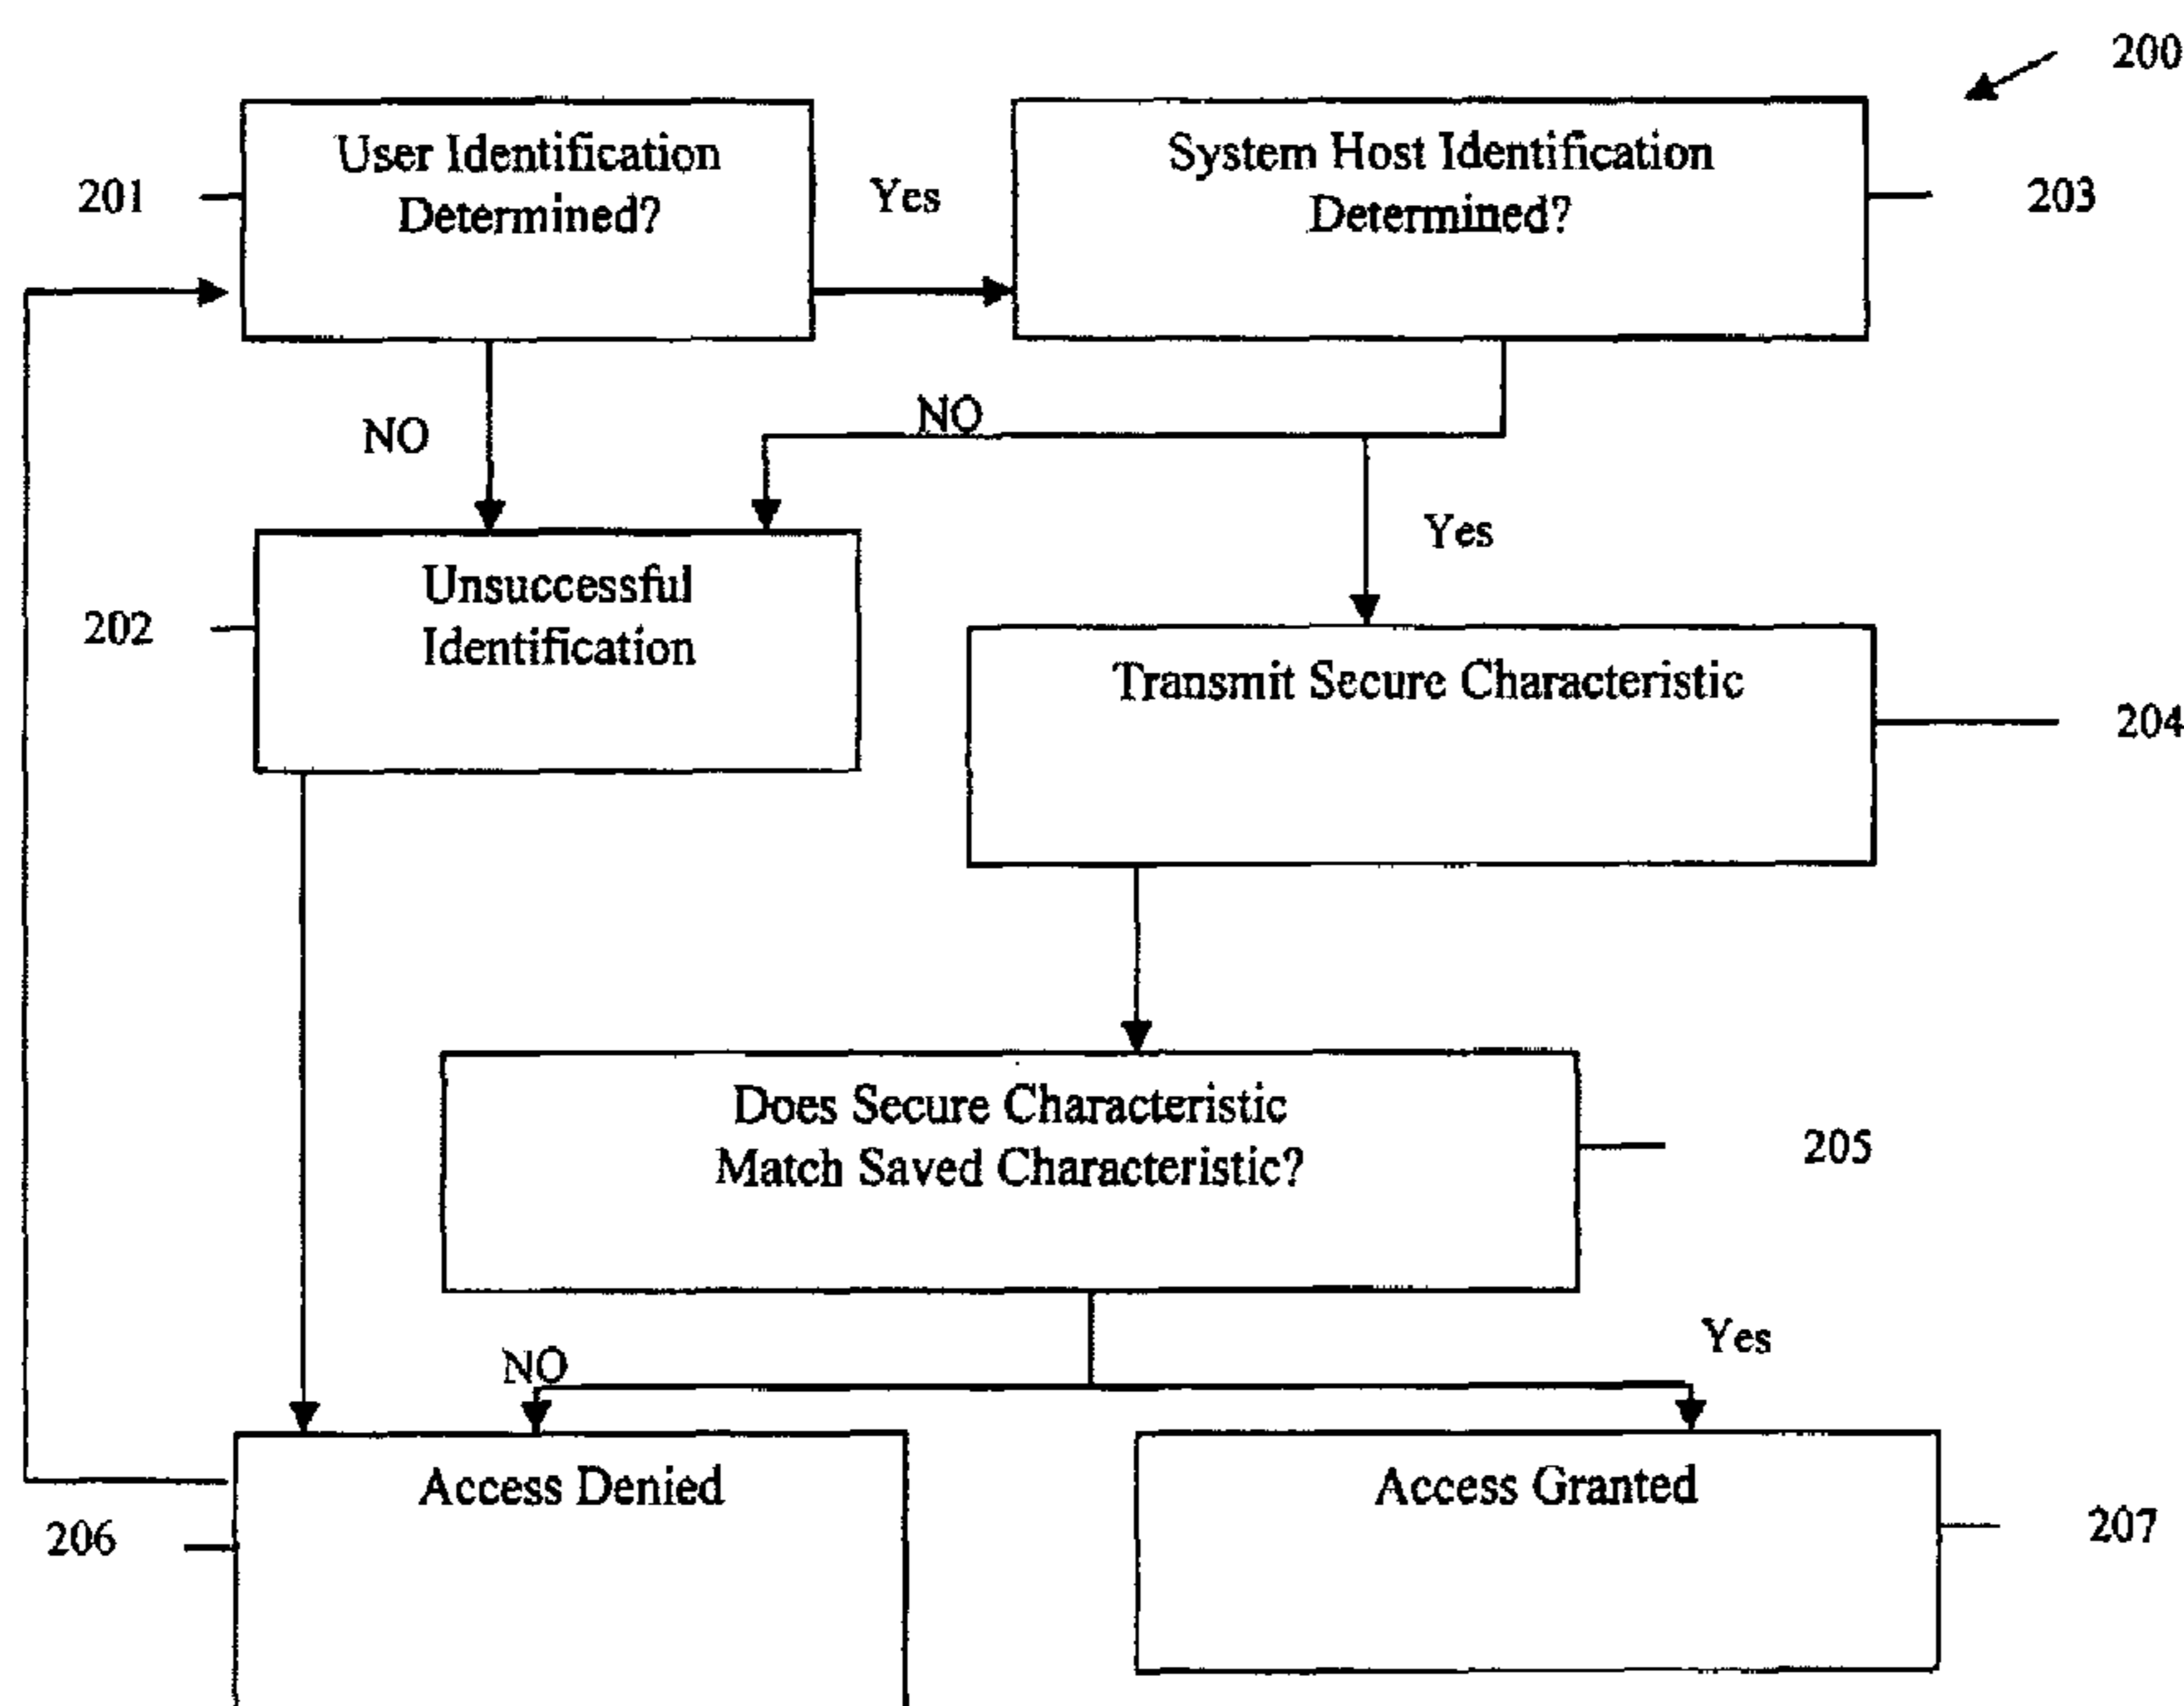 200
User Identification
Determined?
201
Yes
System Host Identification
Determined?
203
NO
NO
Yes
Unsuccessful
Identification
202
Transmit Secure Characteristic
204
Does Secure Characteristic
Match Saved Characteristic?
205
NO
Yes
Access Denied
206
Access Granted
207